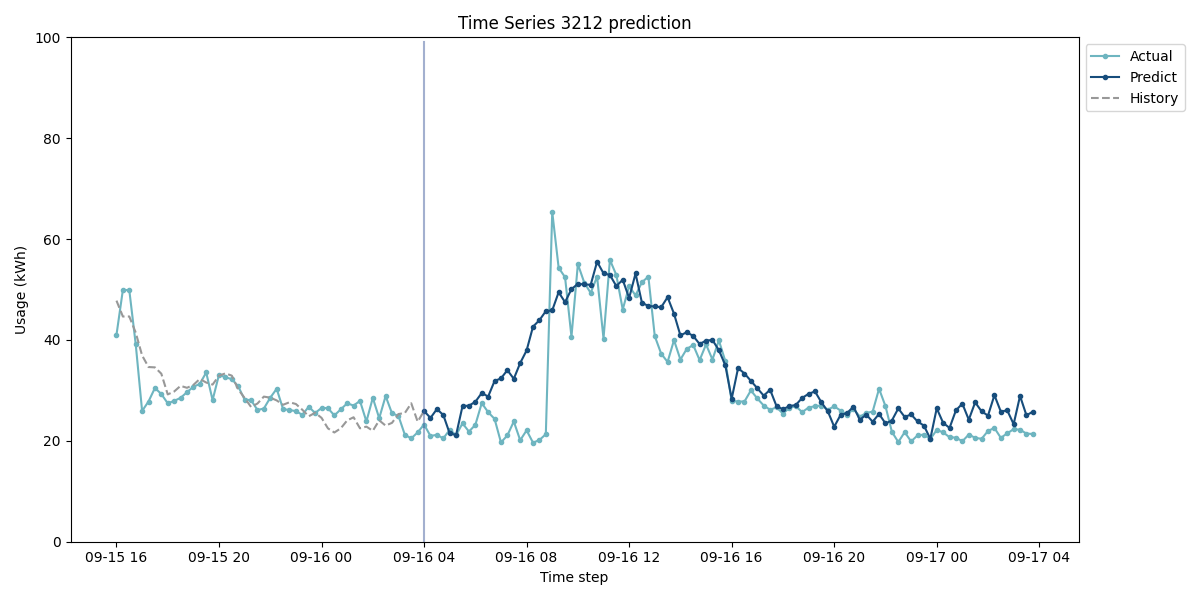 Time Series 3212 prediction
100
80
60
40
20
0
Usage (kWh)
09-15 16
09-15 20
09-16 00
09-16 04
09-16 08
09-16 12
09-16 16
09-16 20
09-17 00
09-17 04
Time step
Actual
Predict
History